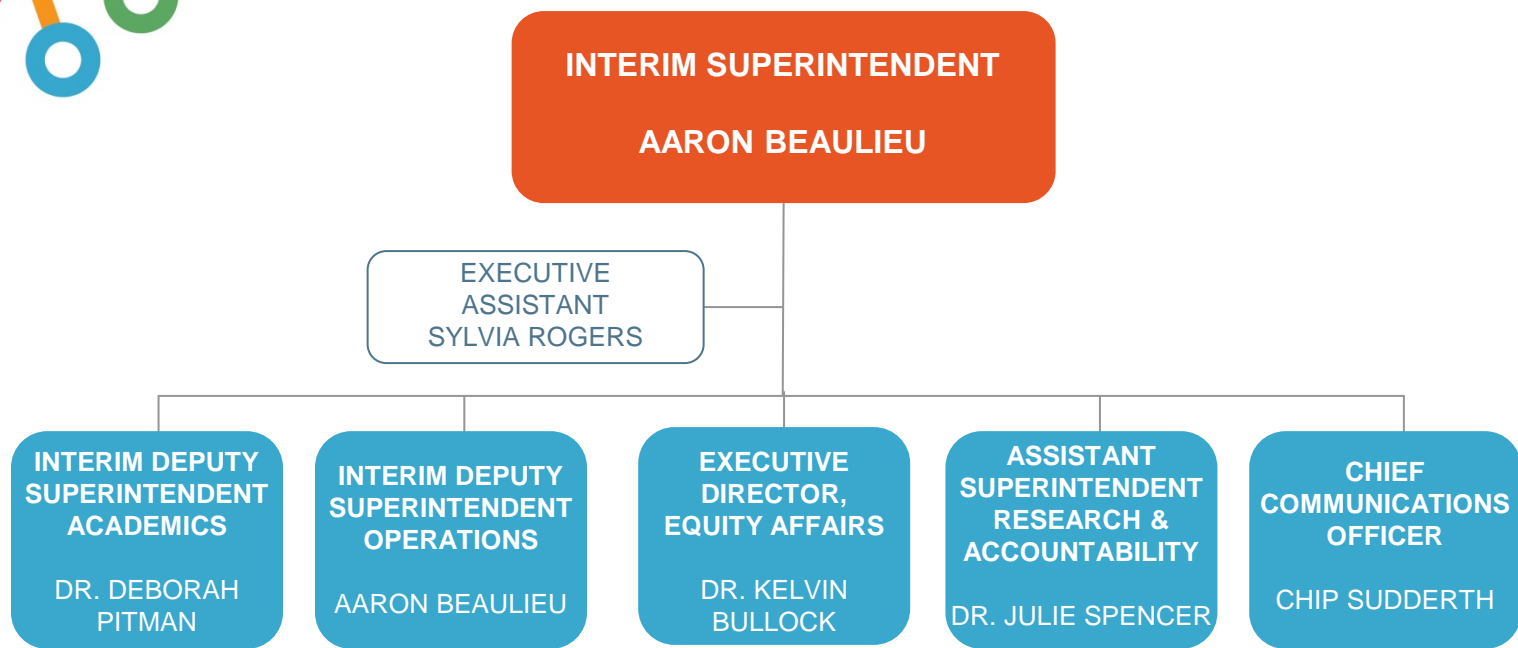 INTERIM SUPERINTENDENT
AARON BEAULIEU
EXECUTIVE
ASSISTANT
SYLVIA ROGERS
INTERIM DEPUTY
SUPERINTENDENT
ACADEMICS
DR. DEBORAH
PITMAN
INTERIM DEPUTY
SUPERINTENDENT
OPERATIONS
AARON BEAULIEU
EXECUTIVE
DIRECTOR,
EQUITY AFFAIRS
DR. KELVIN
BULLOCK
ASSISTANT
SUPERINTENDENT
RESEARCH &
ACCOUNTABILITY
DR. JULIE SPENCER
CHIEF
COMMUNICATIONS
OFFICER
CHIP SUDDERTH